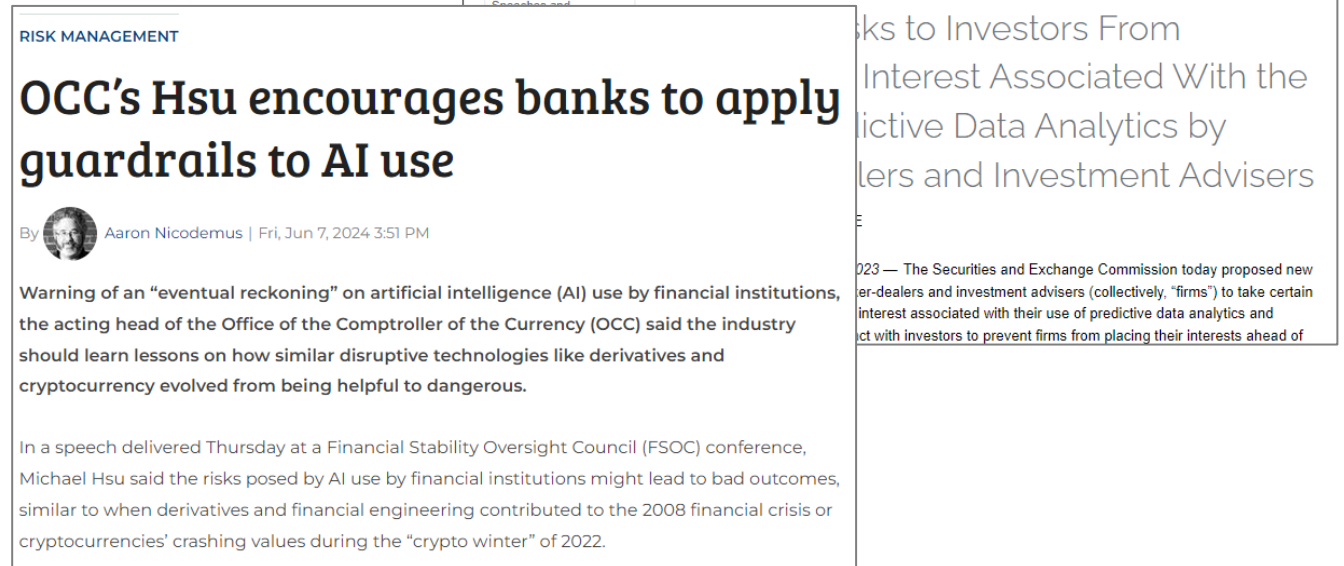 RISK MANAGEMENT
OCC’s Hsu encourages banks to apply
guardrails to AI use
By Aaron Nicodemus | Fri, Jun 7, 2024 3:51 PM
Warning of an “eventual reckoning” on artificial intelligence (AI) use by financial institutions,
the acting head of the Office of the Comptroller of the Currency (OCC) said the industry
should learn lessons on how similar disruptive technologies like derivatives and
cryptocurrency evolved from being helpful to dangerous.
In a speech delivered Thursday at a Financial Stability Oversight Council (FSOC) conference,
Michael Hsu said the risks posed by AI use by financial institutions might lead to bad outcomes,
similar to when derivatives and financial engineering contributed to the 2008 financial crisis or
cryptocurrencies’ crashing values during the “crypto winter” of 2022.
sks to Investors From
Interest Associated With the
dictive Data Analytics by
lers and Investment Advisers
E
023 — The Securities and Exchange Commission today proposed new
er-dealers and investment advisers (collectively, “firms”) to take certain
interest associated with their use of predictive data analytics and
ct with investors to prevent firms from placing their interests ahead of